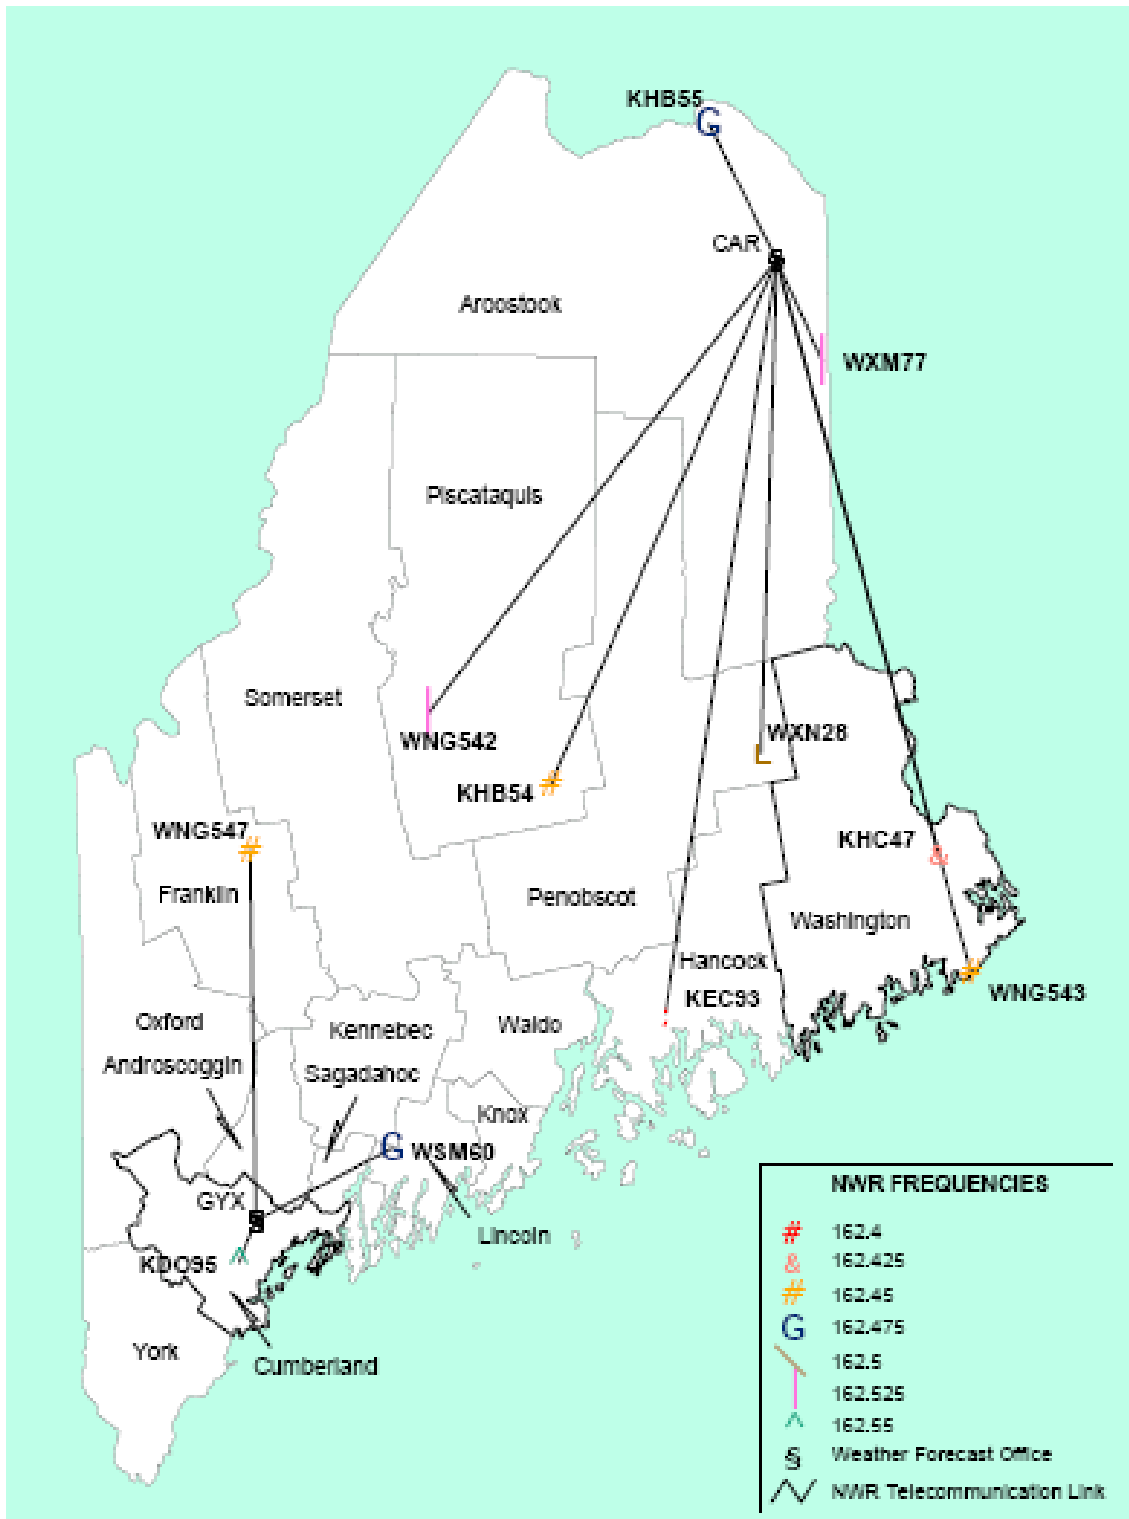 KHB55
G
CAR
Aroostook
WXM77
Piscataquis
Somerset
WNG542
WXN28
L
KHB54
#
WNG547
#
KHC47
&
Franklin
Penobscot
Washington
Hancock
#
KEC93
WNG543
Oxford
Kennebec
Waldo
Androscoggin
Sagadahoc
Knox
G WSM60
GYX
§
Lincoln
KDO95 ^
York
Cumberland
NWR FREQUENCIES
# 162.4
& 162.425
# 162.45
G 162.475
162.5
162.525
^ 162.55
§ Weather Forecast Office
NWR Telecommunication Link